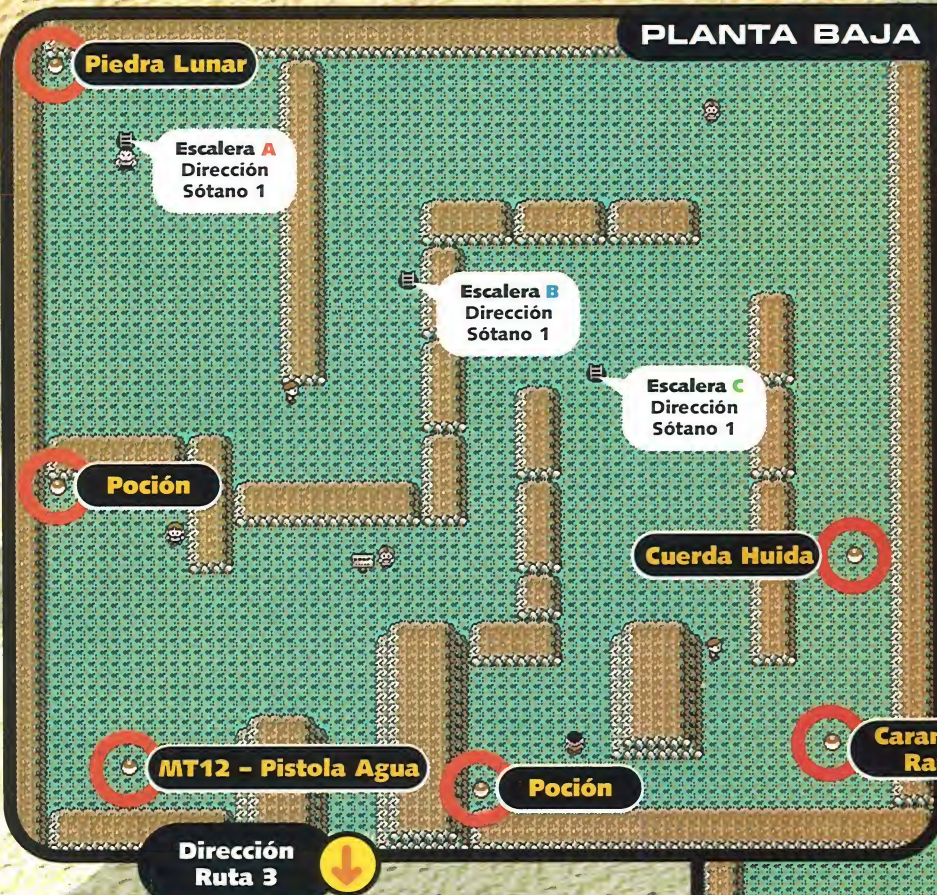 PLANTA BAJA
Piedra Lunar
Escalera A
Dirección
Sótano 1
Escalera B
Dirección
Sótano 1
Escalera C
Dirección
Sótano 1
Poción
Cuerda Huida
MT12 – Pistola Agua
Poción
Dirección
Ruta 3